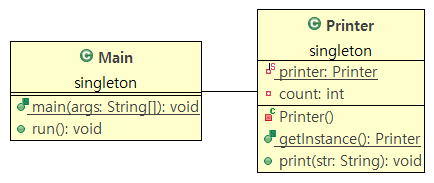 Main
singleton
main(args: String[]): void
run(): void
Printer
singleton
printer: Printer
count: int
Printer()
getInstance(): Printer
print(str: String): void